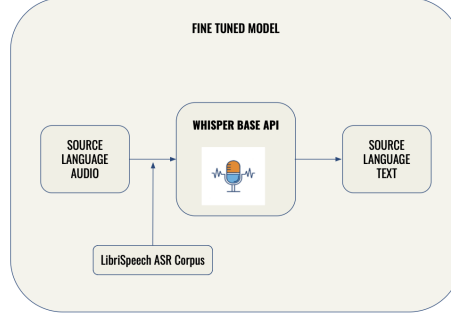 FINE TUNED MODEL
WHISPER BASE API
SOURCE
LANGUAGE
AUDIO
SOURCE
LANGUAGE
TEXT
LibriSpeech ASR Corpus